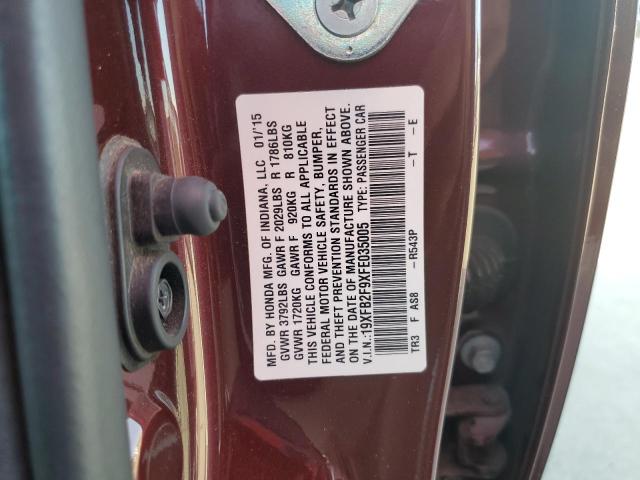 MFD. BY HONDA MFG. OF INDIANA, LLC 01/'15
GVWR 3792LBS GAWR F 2029LBS R 1786LBS
GVWR 1720KG GAWR F 920KG R 810KG
THIS VEHICLE CONFORMS TO ALL APPLICABLE
FEDERAL MOTOR VEHICLE SAFETY, BUMPER,
AND THEFT PREVENTION STANDARDS IN EFFECT
ON THE DATE OF MANUFACTURE SHOWN ABOVE.
V.I.N.:19XFB2F9XFE035005 TYPE: PASSENGER CAR
TR3 F AS8 -R543P -T -E